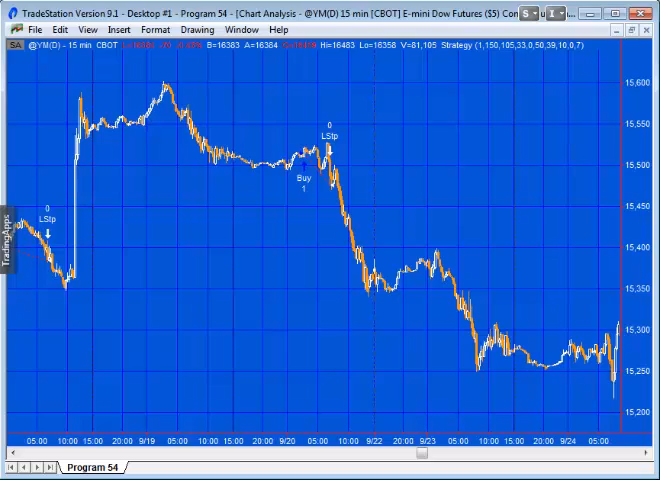 TradeStation Version 9.1 - Desktop #1 - Program 54 - [Chart Analysis - @YM(D) 15 min [CBOT] E-mini Dow Futures ($5) Con
S
I
File Edit View Insert Format Drawing Window Help
SA @YM(D) - 15 min CBOT B=16383 A=16384 Hi=16483 Lo=16358 V=81,105 Strategy (1,150,105,33,0,50,39,10,0,7)
15,600
15,550
15,500
15,450
15,400
15,350
15,300
15,250
15,200
0
LStp
Buy
1
0
LStp
TradingApps
05:00 10:00 15:00 20:00 9/19 05:00 10:00 15:00 20:00 9/20 05:00 10:00 9/22 20:00 9/23 05:00 10:00 15:00 20:00 9/24 05:00
Program 54